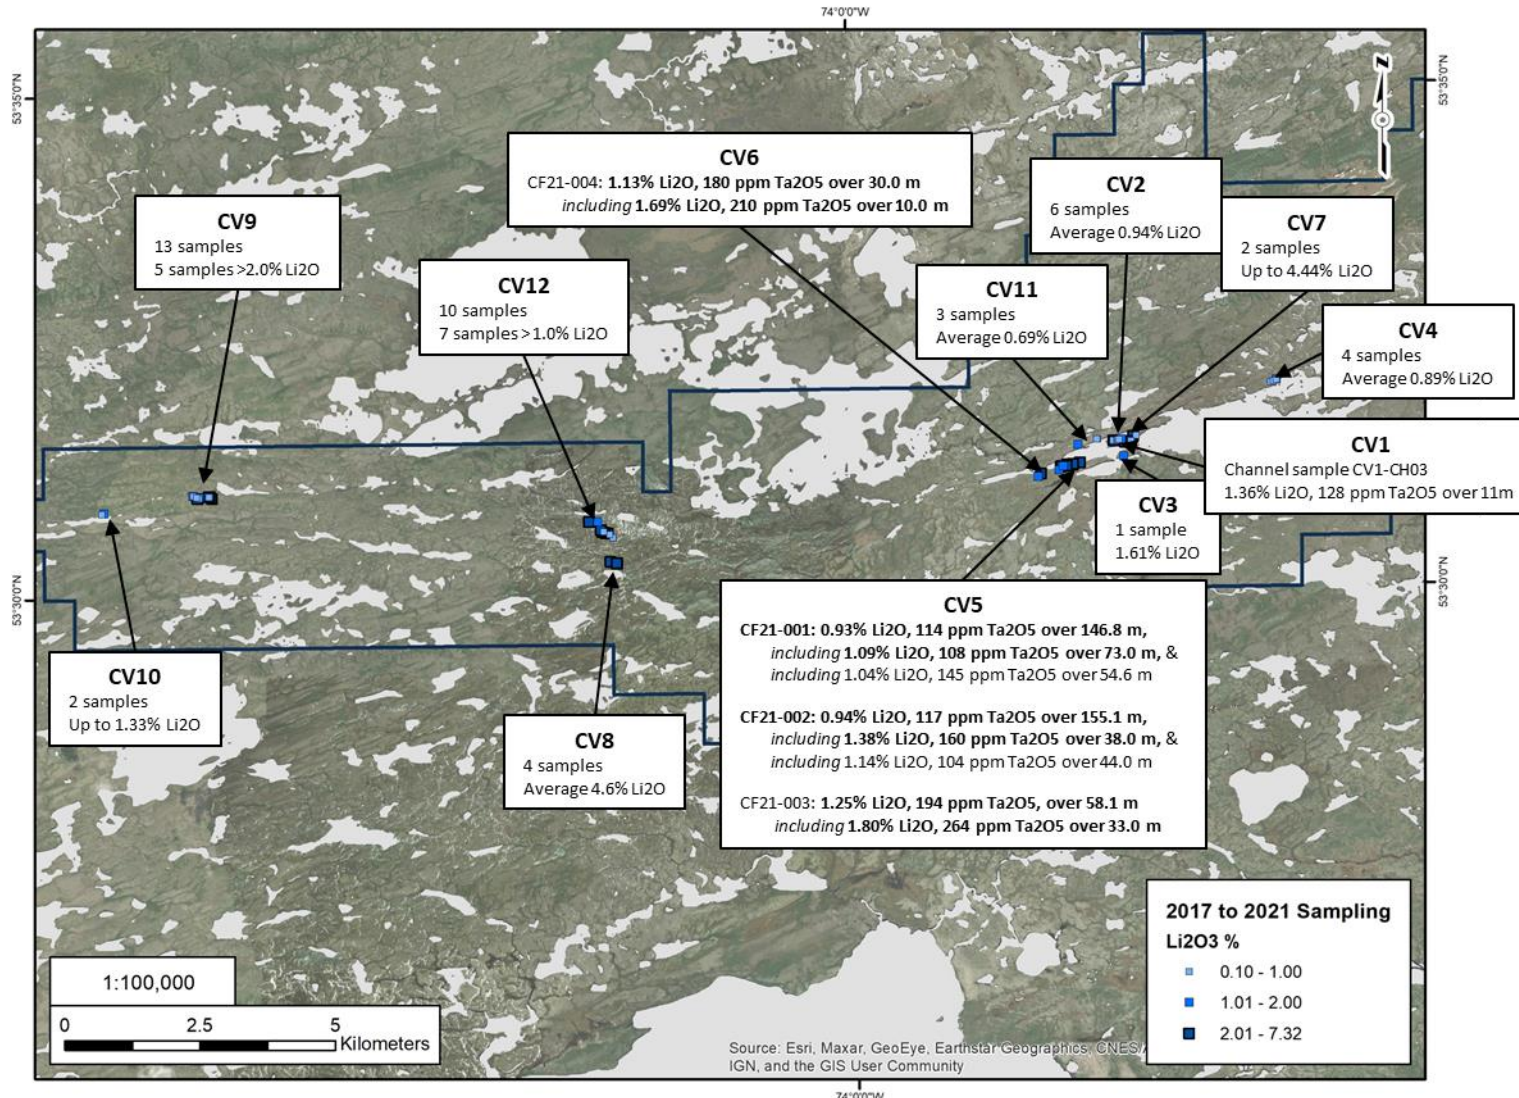 74°0'0"W
53°35'0"N
53°35'0"N
N
CV6
CF21-004: 1.13% Li2O, 180 ppm Ta2O5 over 30.0 m
including 1.69% Li2O, 210 ppm Ta2O5 over 10.0 m
CV2
6 samples
Average 0.94% Li2O
CV9
13 samples
5 samples >2.0% Li2O
CV7
2 samples
Up to 4.44% Li2O
CV12
10 samples
7 samples >1.0% Li2O
CV11
3 samples
Average 0.69% Li2O
CV4
4 samples
Average 0.89% Li2O
CV1
Channel sample CV1-CH03
1.36% Li2O, 128 ppm Ta2O5 over 11m
CV3
1 sample
1.61% Li2O
53°30'0"N
53°30'0"N
CV5
CF21-001: 0.93% Li2O, 114 ppm Ta2O5 over 146.8 m,
including 1.09% Li2O, 108 ppm Ta2O5 over 73.0 m, &
including 1.04% Li2O, 145 ppm Ta2O5 over 54.6 m
CF21-002: 0.94% Li2O, 117 ppm Ta2O5 over 155.1 m,
including 1.38% Li2O, 160 ppm Ta2O5 over 38.0 m, &
including 1.14% Li2O, 104 ppm Ta2O5 over 44.0 m
CF21-003: 1.25% Li2O, 194 ppm Ta2O5, over 58.1 m
including 1.80% Li2O, 264 ppm Ta2O5 over 33.0 m
CV10
2 samples
Up to 1.33% Li2O
CV8
4 samples
Average 4.6% Li2O
2017 to 2021 Sampling
Li2O3 %
0.10 - 1.00
1.01 - 2.00
2.01 - 7.32
1:100,000
0 2.5 5
Kilometers
Source: Esri, Maxar, GeoEye, Earthstar Geographics, CNES/
IGN, and the GIS User Community
74°0'0"W